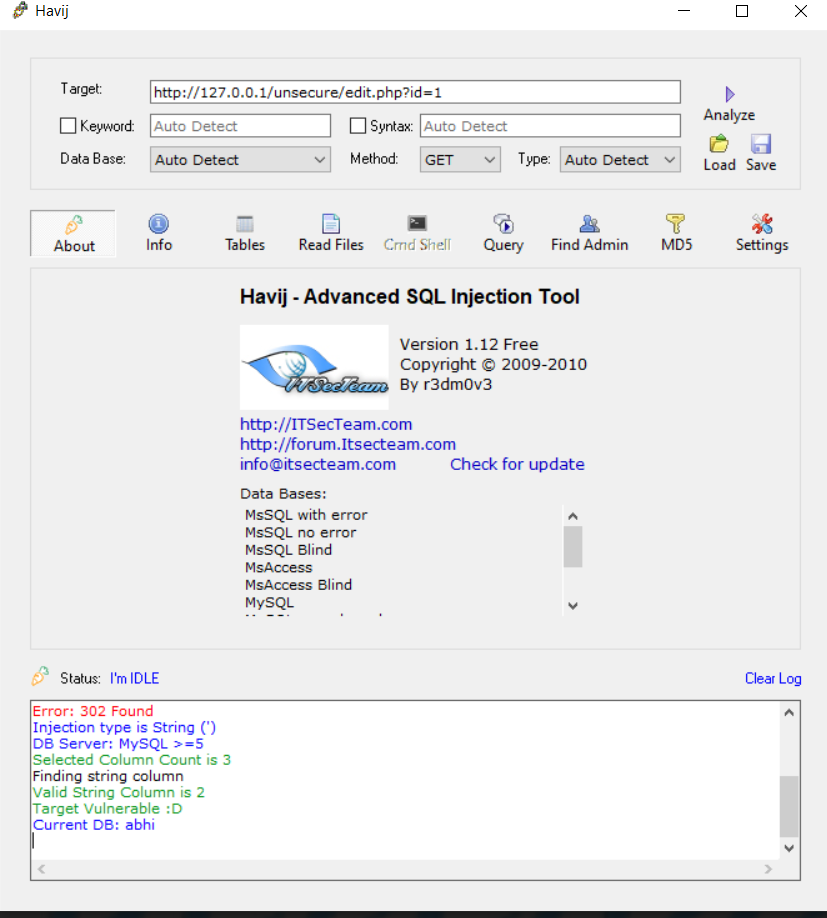 Havij
Target: http://127.0.0.1/unsecure/edit.php?id=1
Analyze
Keyword: Auto Detect Syntax: Auto Detect
Data Base: Auto Detect Method: GET Type: Auto Detect
Load Save
About Info Tables Read Files Cmd Shell Query Find Admin MD5 Settings
Havij - Advanced SQL Injection Tool
ITSecTeam
Version 1.12 Free
Copyright © 2009-2010
By r3dm0v3
http://ITSecTeam.com
http://forum.Itsecteam.com
info@itsecteam.com Check for update
Data Bases:
MsSQL with error
MsSQL no error
MsSQL Blind
MsAccess
MsAccess Blind
MySQL
Status: I'm IDLE Clear Log
Error: 302 Found
Injection type is String (')
DB Server: MySQL >=5
Selected Column Count is 3
Finding string column
Valid String Column is 2
Target Vulnerable :D
Current DB: abhi